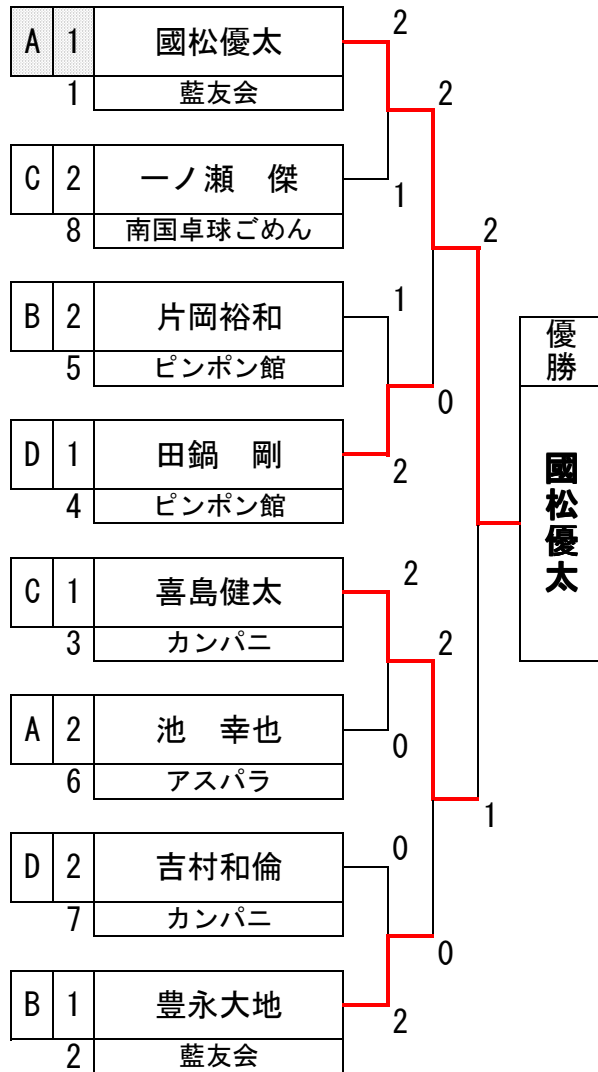 A 1 國松優太 2
1 藍友会 2
C 2 一ノ瀬　傑 1
8 南国卓球ごめん 2
B 2 片岡裕和 1
5 ピンポン館 0
D 1 田鍋　剛 2
4 ピンポン館
優勝
國松優太
C 1 喜島健太 2
3 カンパニ 2
A 2 池　幸也 0
6 アスパラ 1
D 2 吉村和倫 0
7 カンパニ 0
B 1 豊永大地 2
2 藍友会